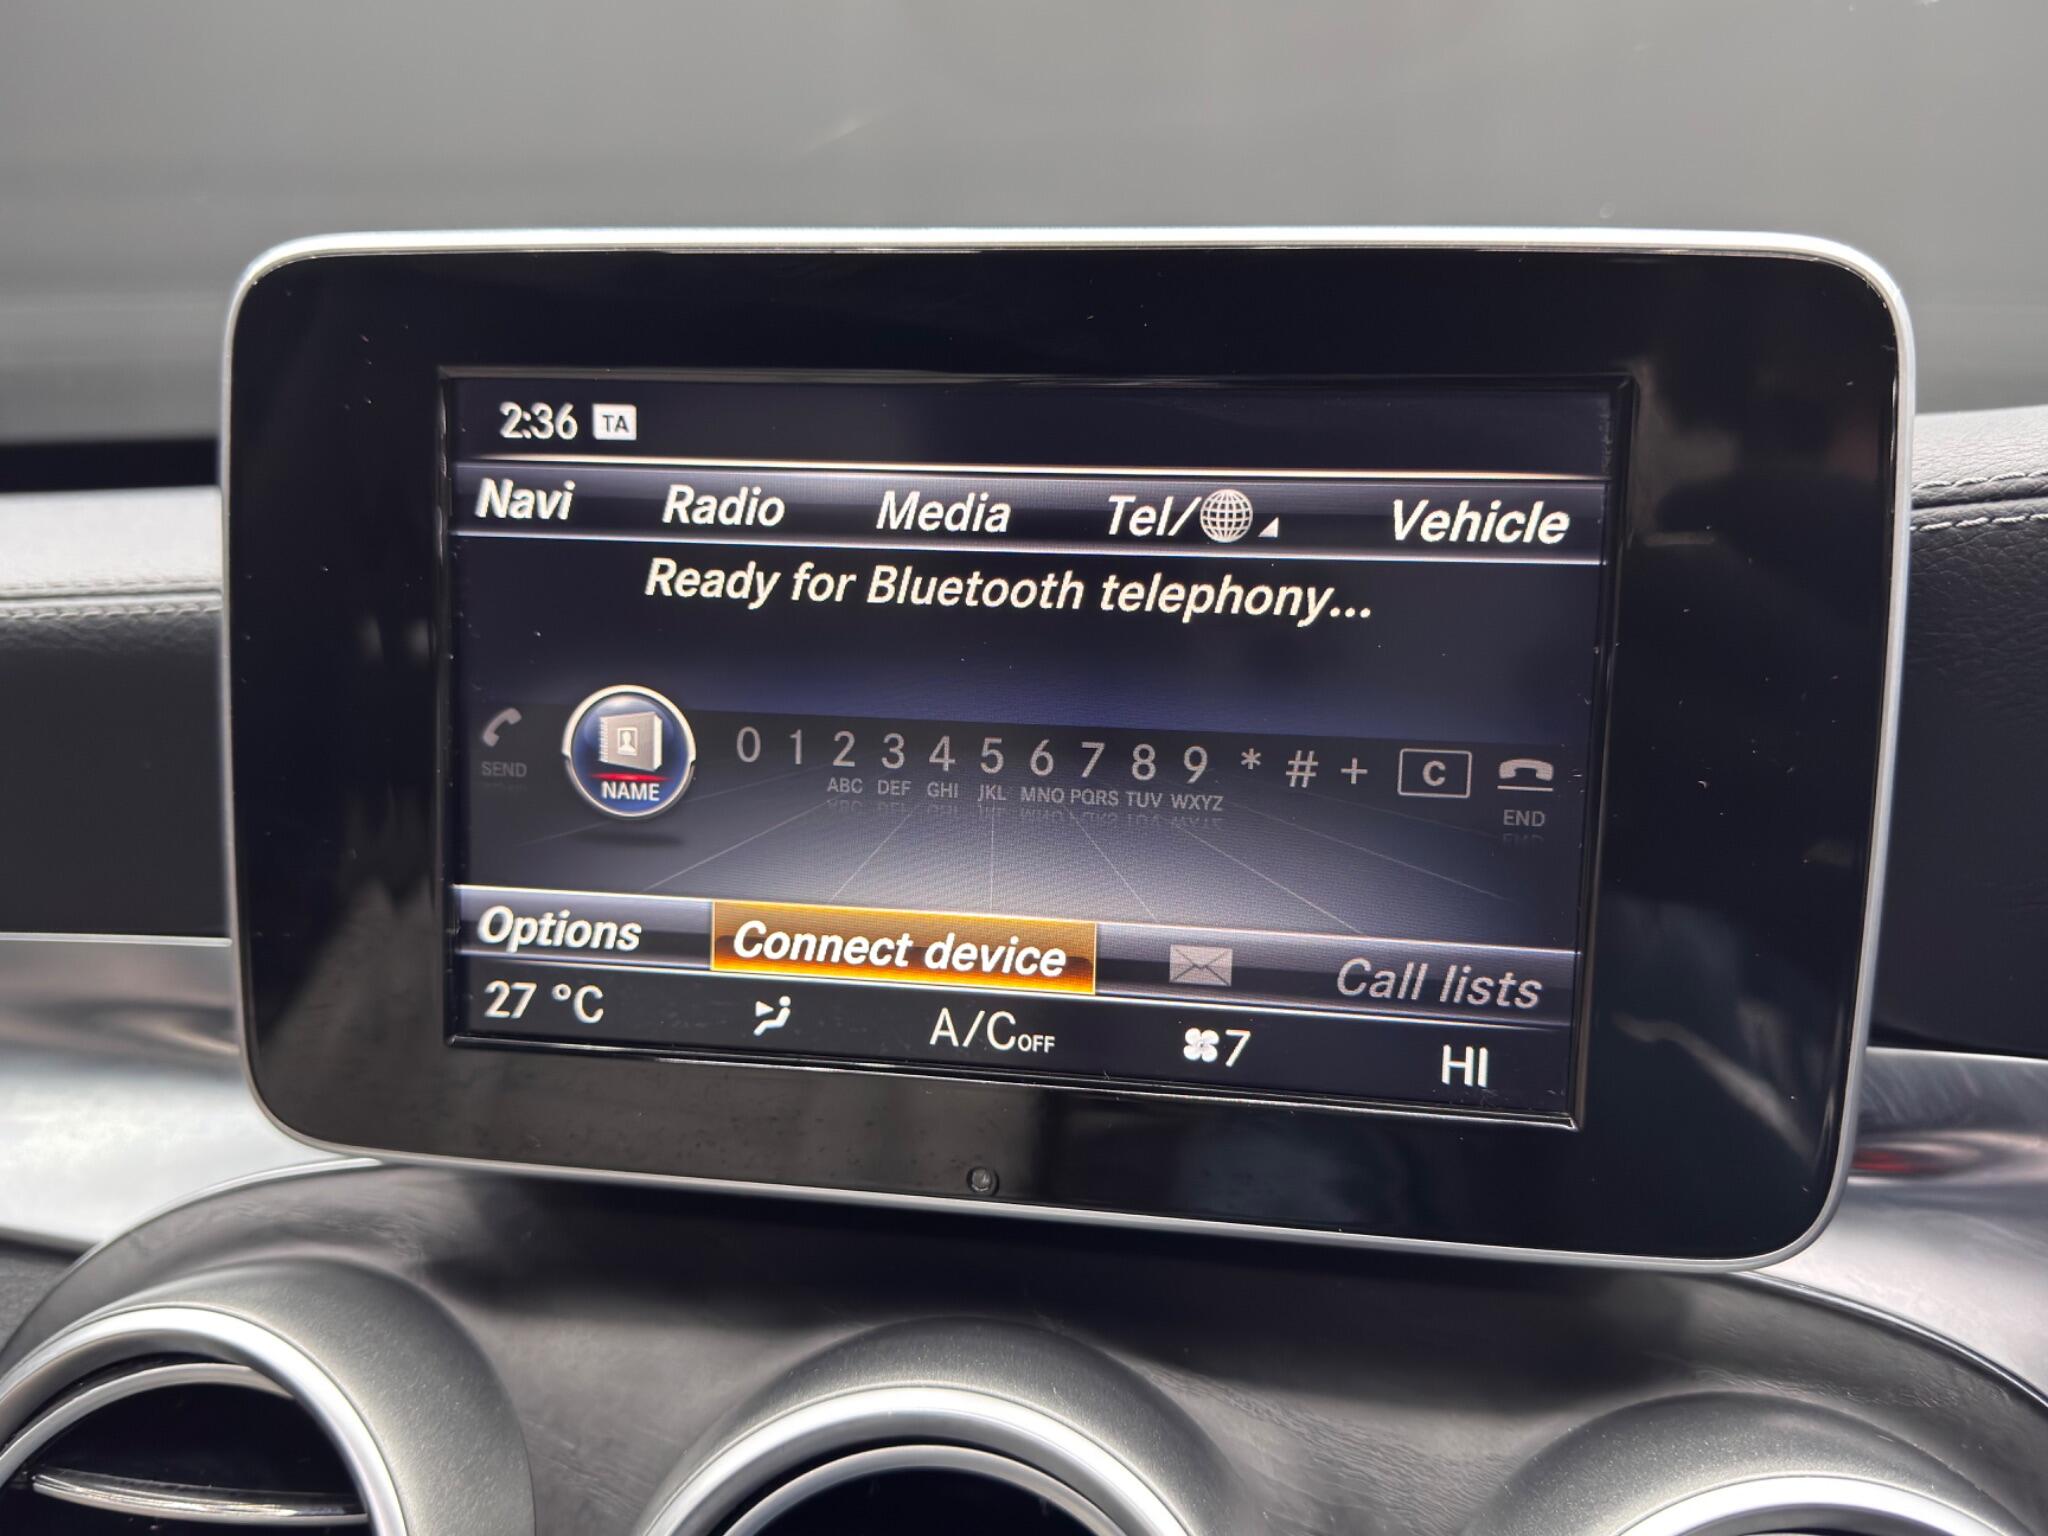 2:36 TA
Navi Radio Media Tel/ Vehicle
Ready for Bluetooth telephony...
0 1 2 3 4 5 6 7 8 9 * # + C
SEND NAME ABC DEF GHI JKL MNO PQRS TUV WXYZ END
Options Connect device Call lists
27 °C A/C OFF 7 HI